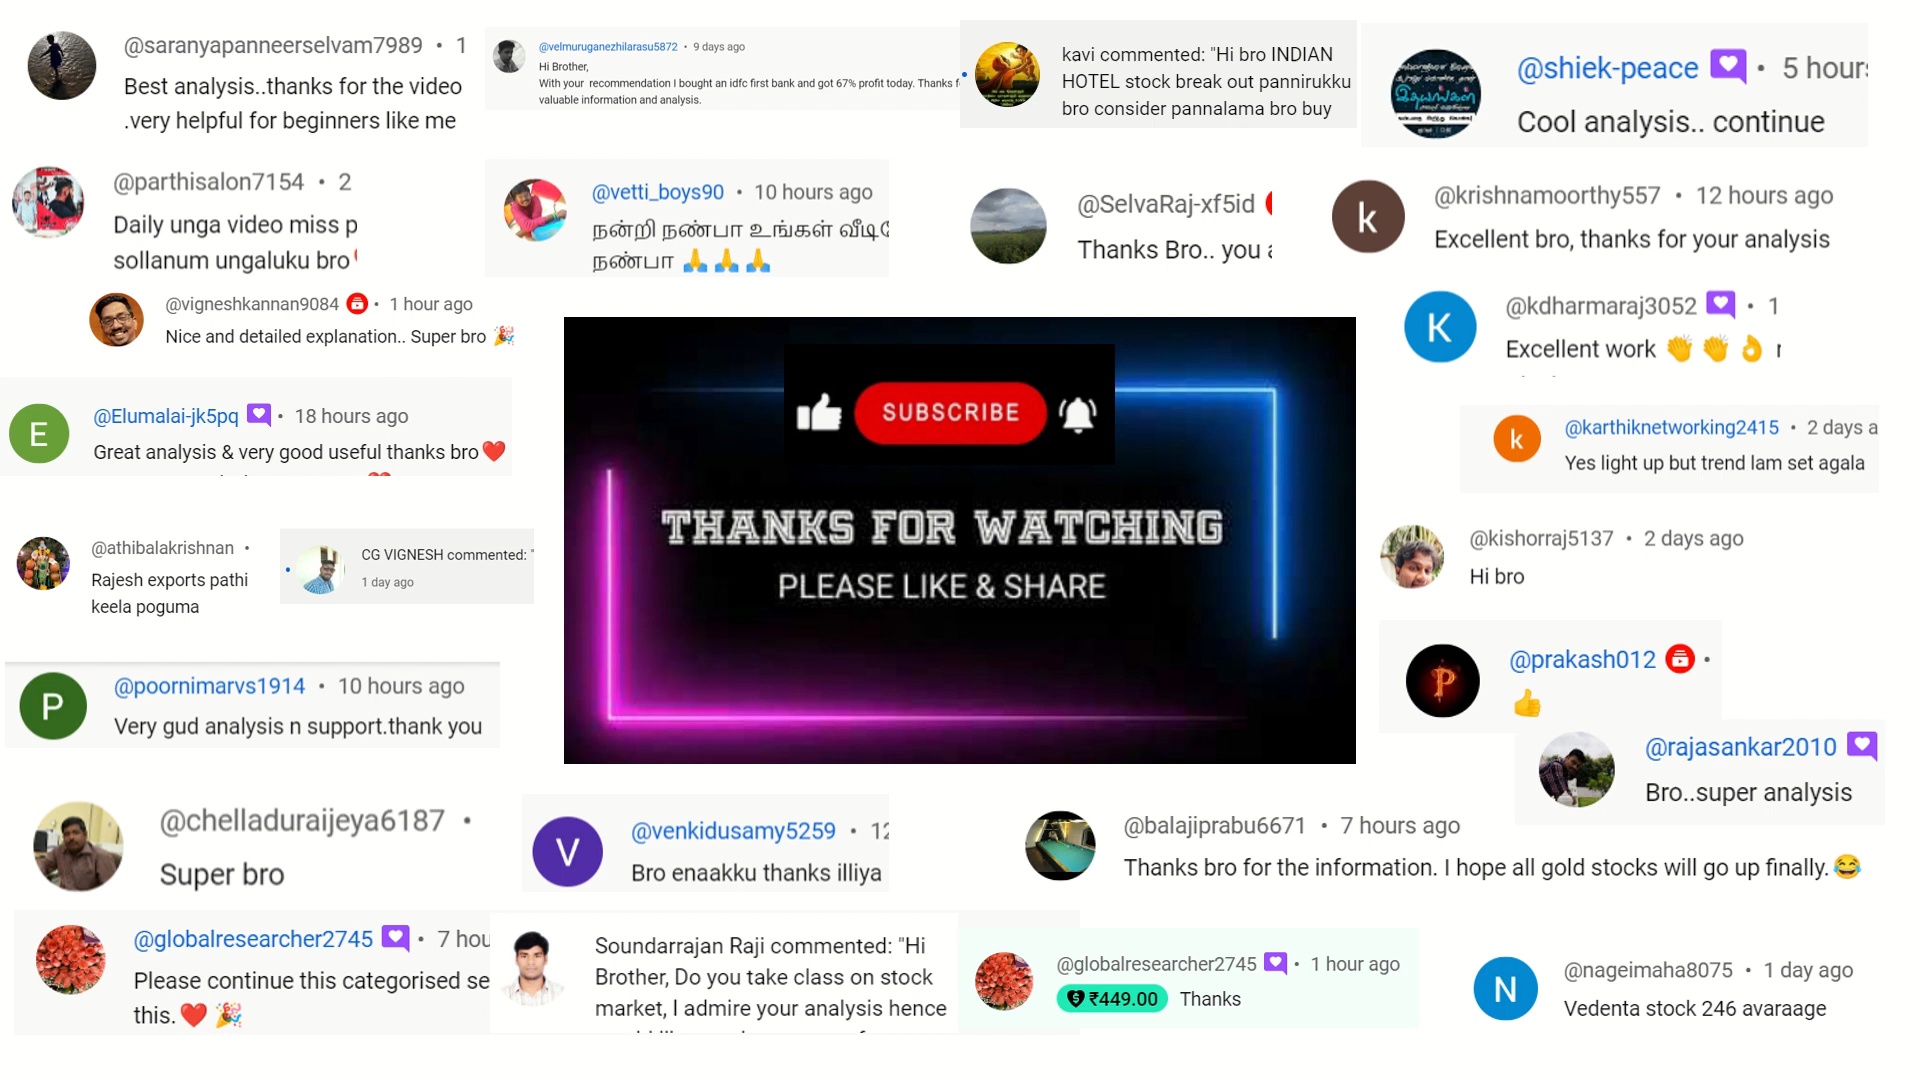 @saranyapanneerselvam7989 • 1
Best analysis..thanks for the video
.very helpful for beginners like me
@velmuruganezhilarasu5872 • 9 days ago
Hi Brother,
With your recommendation I bought an idfc first bank and got 67% profit today. Thanks f
valuable information and analysis.
kavi commented: "Hi bro INDIAN
HOTEL stock break out pannirukku
bro consider pannalama bro buy
@shiek-peace • 5 hours
Cool analysis.. continue
@parthisalon7154 • 2
Daily unga video miss p
sollanum ungaluku bro
@vetti_boys90 • 10 hours ago
நன்றி நண்பா உங்கள் வீடி
நண்பா 🙏🙏🙏
@SelvaRaj-xf5id
Thanks Bro.. you a
k
@krishnamoorthy557 • 12 hours ago
Excellent bro, thanks for your analysis
@vigneshkannan9084 • 1 hour ago
Nice and detailed explanation.. Super bro 🎉
K
@kdharmaraj3052 • 1
Excellent work 👏👏👌
E
@Elumalai-jk5pq • 18 hours ago
Great analysis & very good useful thanks bro❤️
SUBSCRIBE
THANKS FOR WATCHING
PLEASE LIKE & SHARE
k
@karthiknetworking2415 • 2 days a
Yes light up but trend lam set agala
@athibalakrishnan •
Rajesh exports pathi
keela poguma
CG VIGNESH commented: "
1 day ago
@kishorraj5137 • 2 days ago
Hi bro
P
@poornimarvs1914 • 10 hours ago
Very gud analysis n support.thank you
P
@prakash012 •
👍
@rajasankar2010
Bro..super analysis
@chelladuraijeya6187 •
Super bro
V
@venkidusamy5259 • 12
Bro enaakku thanks illiya
@balajiprabu6671 • 7 hours ago
Thanks bro for the information. I hope all gold stocks will go up finally.😂
@globalresearcher2745 • 7 hou
Please continue this categorised se
this.❤️ 🎉
Soundarrajan Raji commented: "Hi
Brother, Do you take class on stock
market, I admire your analysis hence
@globalresearcher2745 • 1 hour ago
₹449.00 Thanks
N
@nageimaha8075 • 1 day ago
Vedenta stock 246 avaraage